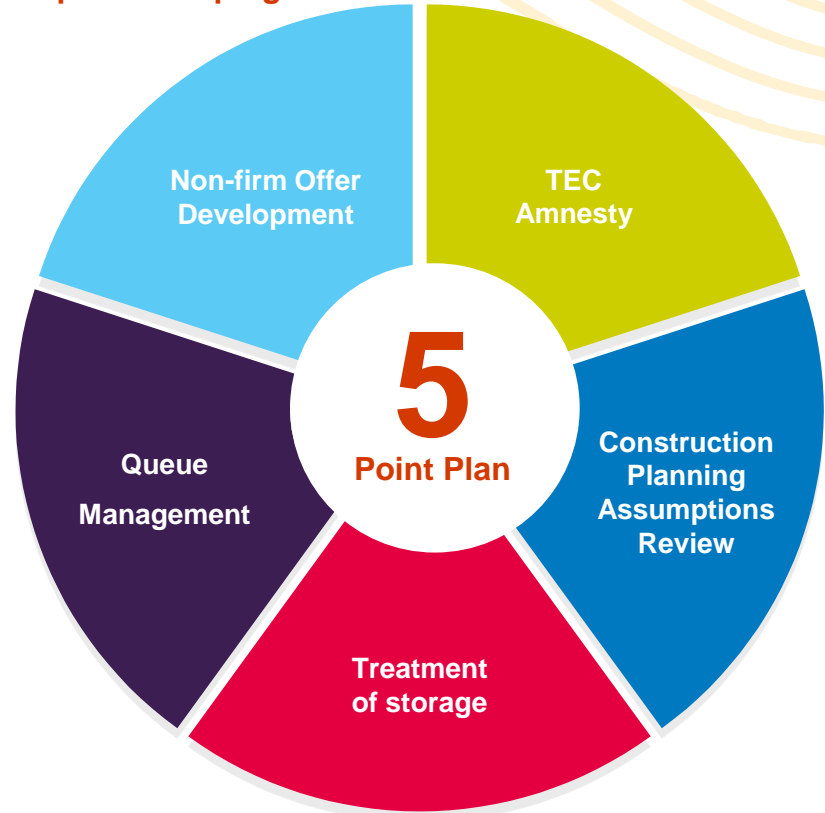 Non-firm Offer
Development
TEC
Amnesty
5
Point Plan
Queue
Management
Construction
Planning
Assumptions
Review
Treatment
of storage